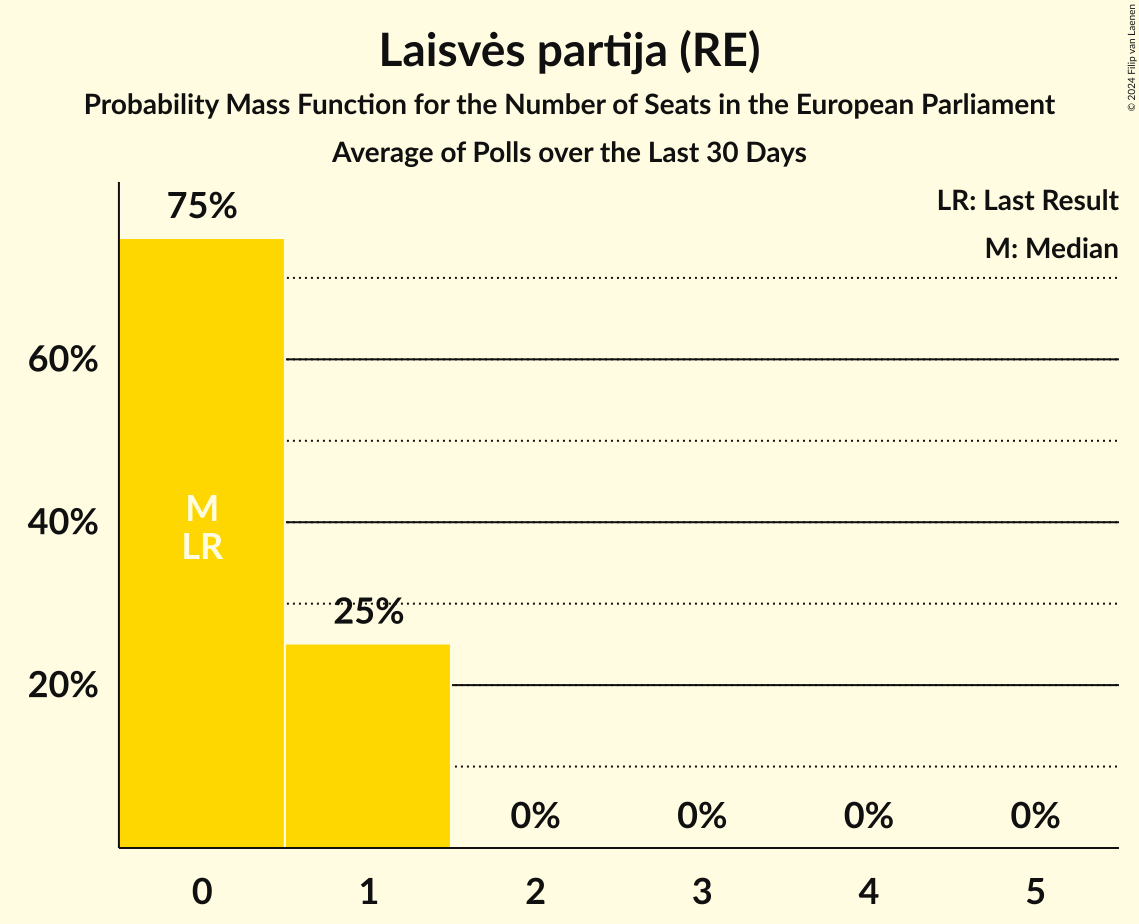 Laisvės partija (RE)
Probability Mass Function for the Number of Seats in the European Parliament
Average of Polls over the Last 30 Days
© 2024 Filip van Laenen
LR: Last Result
M: Median
75%
60%
40%
20%
M
LR
25%
0%
0%
0%
0%
0
1
2
3
4
5